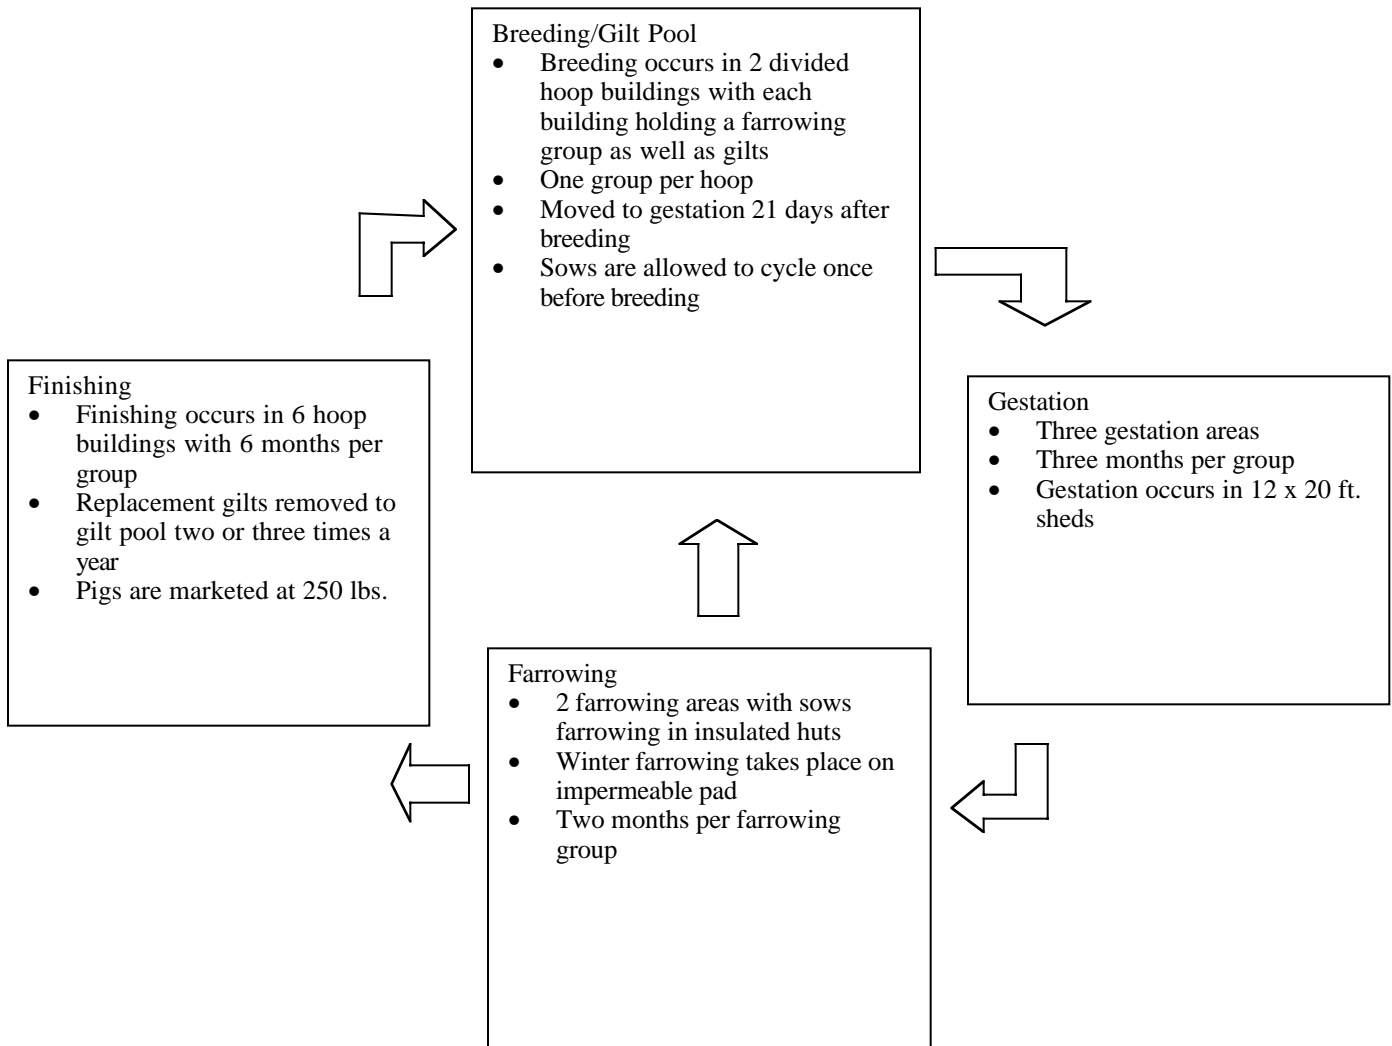 Breeding/Gilt Pool
• Breeding occurs in 2 divided
hoop buildings with each
building holding a farrowing
group as well as gilts
• One group per hoop
• Moved to gestation 21 days after
breeding
• Sows are allowed to cycle once
before breeding
Finishing
• Finishing occurs in 6 hoop
buildings with 6 months per
group
• Replacement gilts removed to
gilt pool two or three times a
year
• Pigs are marketed at 250 lbs.
Gestation
• Three gestation areas
• Three months per group
• Gestation occurs in 12 x 20 ft.
sheds
Farrowing
• 2 farrowing areas with sows
farrowing in insulated huts
• Winter farrowing takes place on
impermeable pad
• Two months per farrowing
group